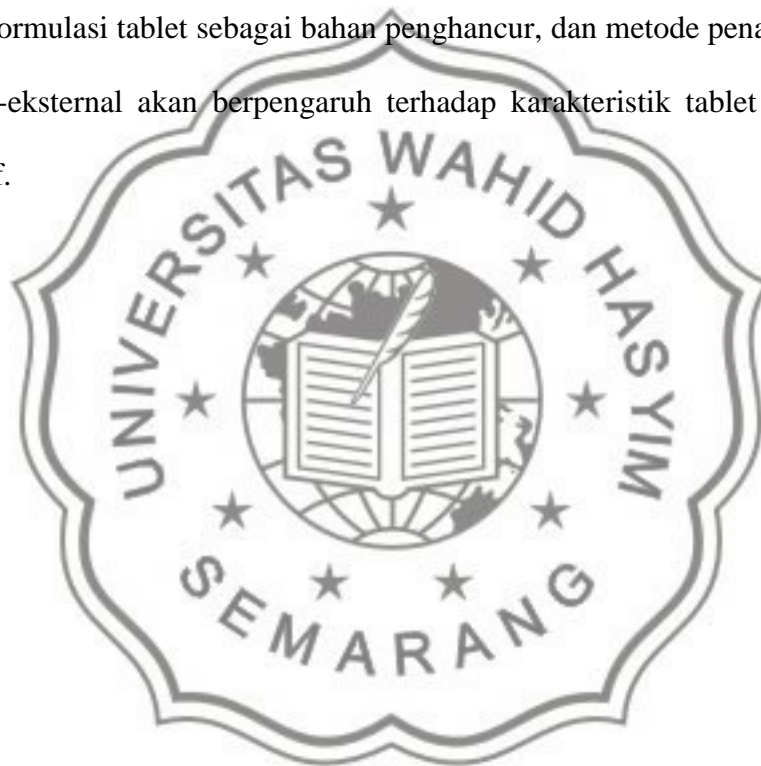 ormulasi tablet sebagai bahan penghancur, dan metode pena
-eksternal akan berpengaruh terhadap karakteristik tablet
f.
UNIVERSITAS WAHID HASYIM
SEMARANG